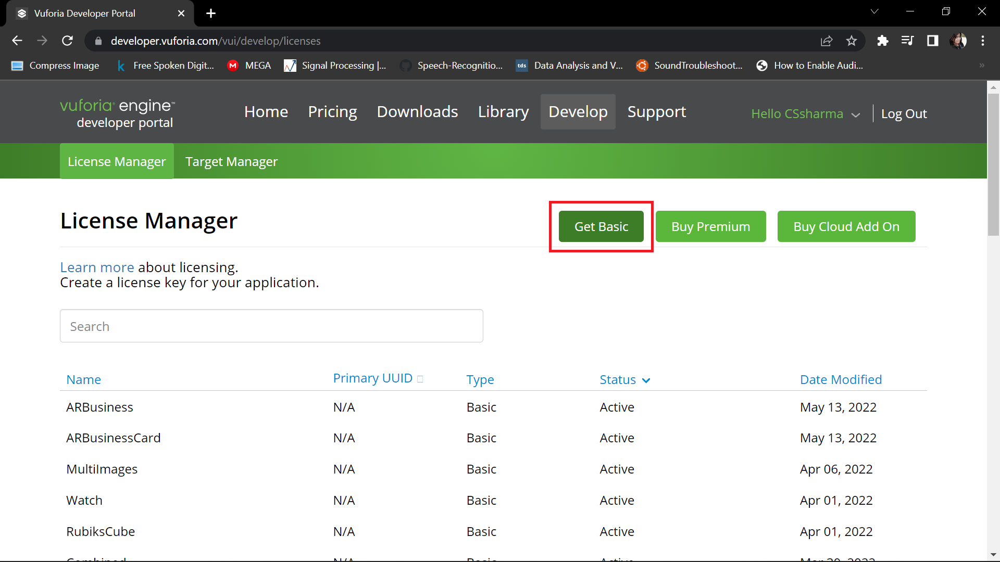 Vuforia Developer Portal
developer.vuforia.com/vui/develop/licenses
Compress Image Free Spoken Digit... MEGA Signal Processing |... Speech-Recognitio... tds Data Analysis and V... SoundTroubleshoot... How to Enable Audi... »
vuforia engine™
developer portal
Home Pricing Downloads Library Develop Support Hello CSsharma Log Out
License Manager Target Manager
License Manager Get Basic Buy Premium Buy Cloud Add On
Learn more about licensing.
Create a license key for your application.
Search
Name Primary UUID Type Status Date Modified
ARBusiness N/A Basic Active May 13, 2022
ARBusinessCard N/A Basic Active May 13, 2022
MultiImages N/A Basic Active Apr 06, 2022
Watch N/A Basic Active Apr 01, 2022
RubiksCube N/A Basic Active Apr 01, 2022